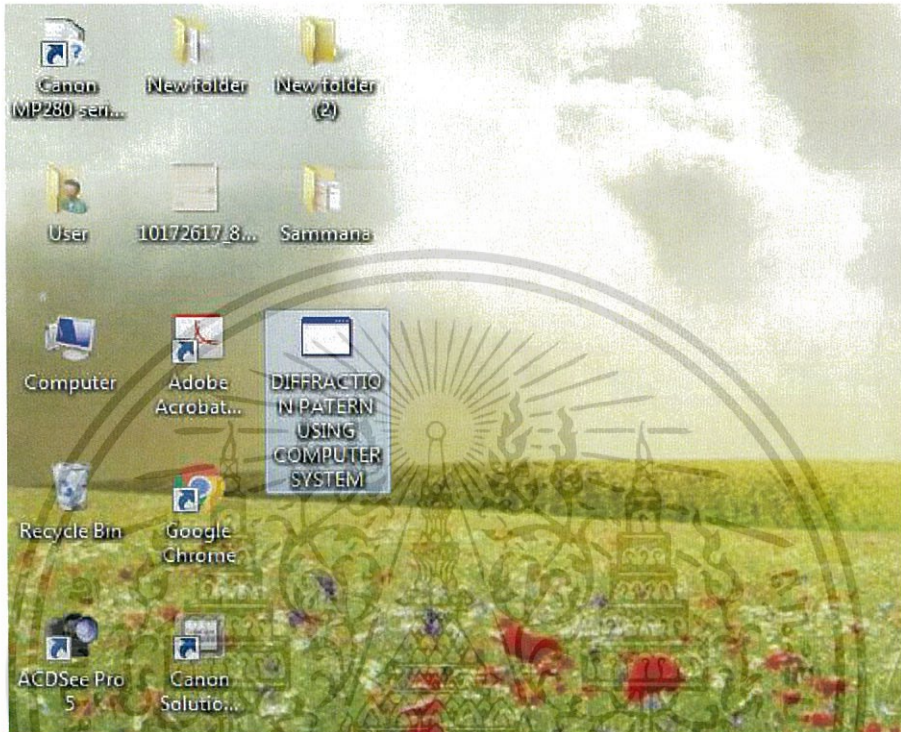 Canon
MP280 seri...
New folder
New folder
(2)
User
10172617_8...
Sammana
Computer
Adobe
Acrobat...
DIFFRACTIO
N PATERN
USING
COMPUTER
SYSTEM
Recycle Bin
Google
Chrome
ACDSee Pro
5
Canon
Solutio...